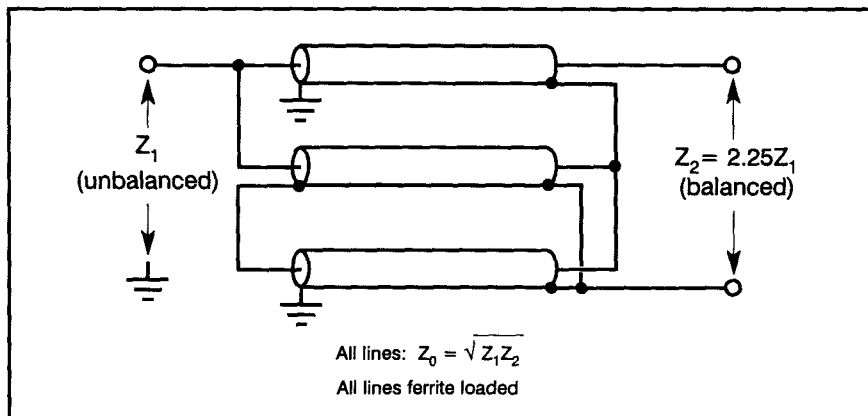 Z₁
(unbalanced)
Z₂ = 2.25Z₁
(balanced)
All lines: Z₀ = √Z₁Z₂
All lines ferrite loaded